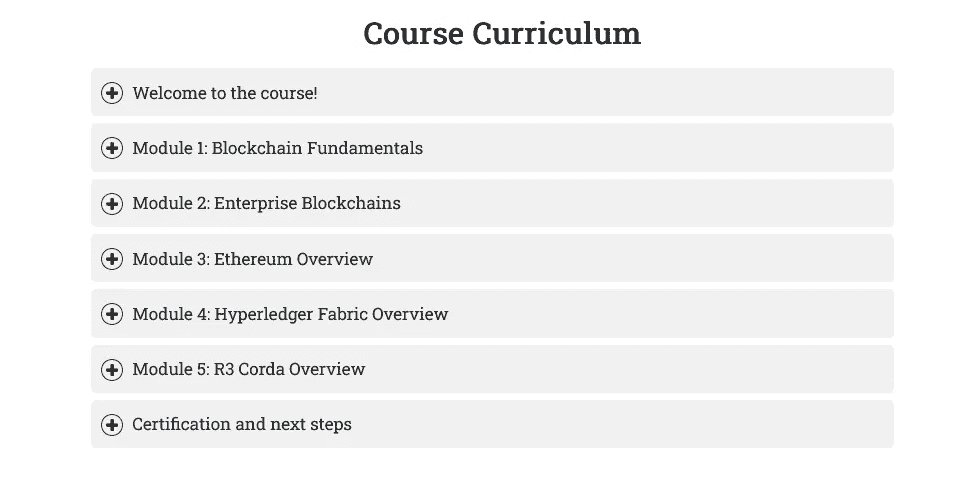 Course Curriculum
Welcome to the course!
Module 1: Blockchain Fundamentals
Module 2: Enterprise Blockchains
Module 3: Ethereum Overview
Module 4: Hyperledger Fabric Overview
Module 5: R3 Corda Overview
Certification and next steps